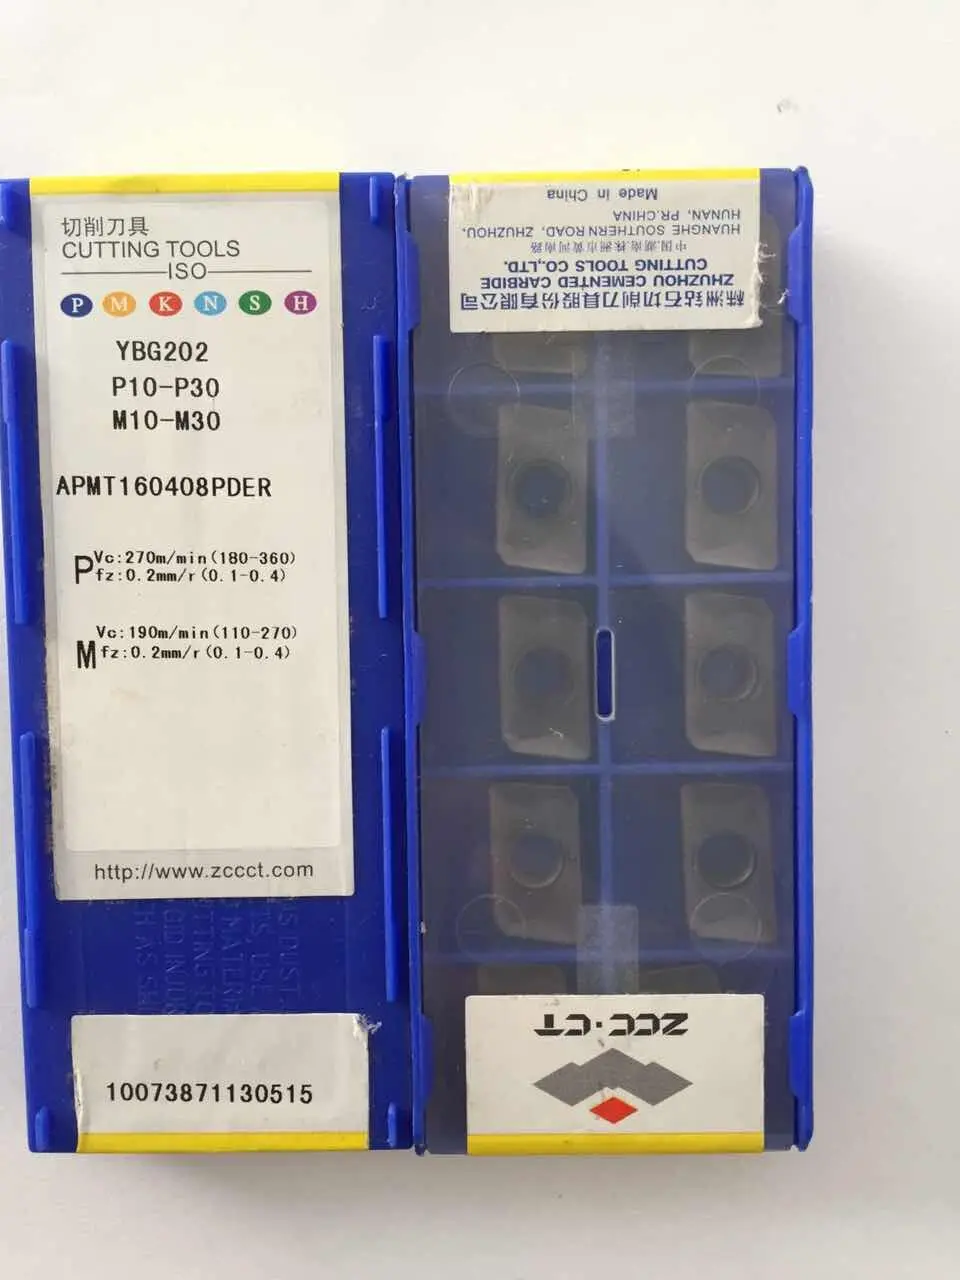 切削刀具
CUTTING TOOLS
ISO
P M K N S H
YBG202
P10-P30
M10-M30
APMT160408PDER
P Vc:270m/min(180-360)
fz:0.2mm/r(0.1-0.4)
M Vc:190m/min(110-270)
fz:0.2mm/r(0.1-0.4)
http://www.zccct.com
10073871130515
株洲钻石切削刀具股份有限公司
ZHUZHOU CEMENTED CARBIDE
CUTTING TOOLS CO.,LTD.
中国.湖南.株洲市黄河南路
HUANGHE SOUTHERN ROAD, ZHUZHOU,
HUNAN, PR.CHINA
Made in China
ZCC·CT